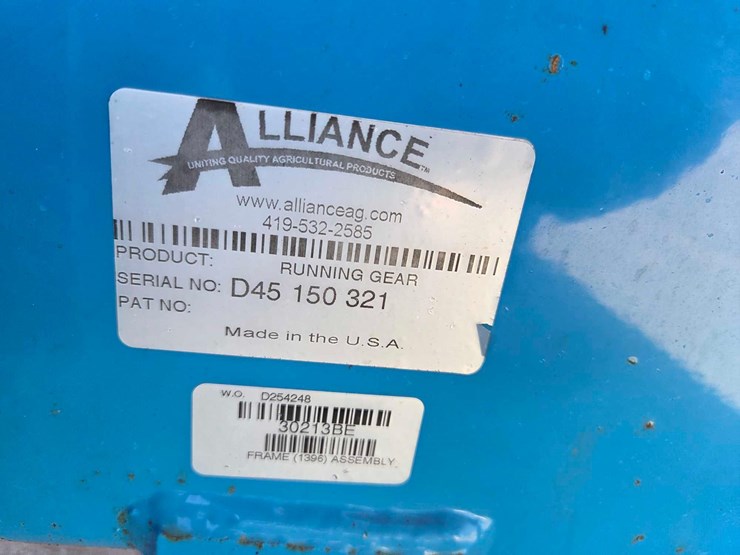 ALLIANCE
UNITING QUALITY AGRICULTURAL PRODUCTS
TM
www.allianceag.com
419-532-2585
PRODUCT: RUNNING GEAR
SERIAL NO: D45 150 321
PAT NO:
Made in the U.S.A.
W.O. D254248
30213BE
FRAME (1396) ASSEMBLY